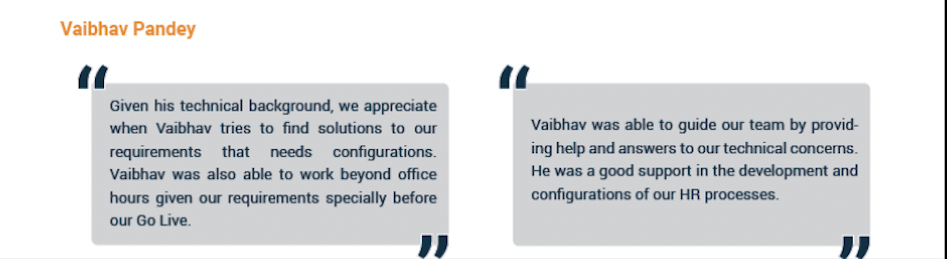 Vaibhav Pandey
“
Given his technical background, we appreciate
when Vaibhav tries to find solutions to our
requirements that needs configurations.
Vaibhav was also able to work beyond office
hours given our requirements specially before
our Go Live.
”
“
Vaibhav was able to guide our team by provid-
ing help and answers to our technical concerns.
He was a good support in the development and
configurations of our HR processes.
”